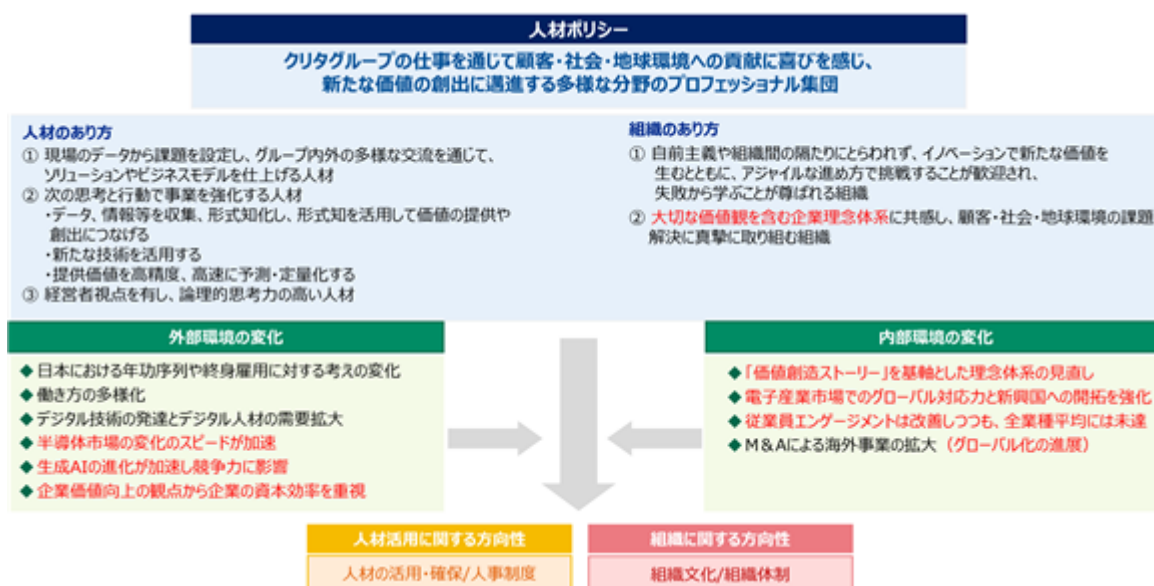 人材ポリシー
クリタグループの仕事を通じて顧客・社会・地球環境への貢献に喜びを感じ、
新たな価値の創出に邁進する多様な分野のプロフェッショナル集団
人材のあり方
① 現場のデータから課題を設定し、グループ内外の多様な交流を通じて、
ソリューションやビジネスモデルを仕上げる人材
② 次の思考と行動で事業を強化する人材
・データ、情報等を収集、形式知化し、形式知を活用して価値の提供や
創出につなげる
・新たな技術を活用する
・提供価値を高精度、高速に予測・定量化する
③ 経営者視点を有し、論理的思考力の高い人材
組織のあり方
① 自前主義や組織間の隔たりにとらわれず、イノベーションで新たな価値を
生むとともに、アジャイルな進め方で挑戦することが歓迎され、
失敗から学ぶことが尊ばれる組織
② 大切な価値観を含む企業理念体系に共感し、顧客・社会・地球環境の課題
解決に真摯に取り組む組織
外部環境の変化
◆日本における年功序列や終身雇用に対する考えの変化
◆働き方の多様化
◆デジタル技術の発達とデジタル人材の需要拡大
◆半導体市場の変化のスピードが加速
◆生成AIの進化が加速し競争力に影響
◆企業価値向上の観点から企業の資本効率を重視
内部環境の変化
◆「価値創造ストーリー」を基軸とした理念体系の見直し
◆電子産業市場でのグローバル対応力と新興国への開拓を強化
◆従業員エンゲージメントは改善しつつも、全業種平均には未達
◆M&Aによる海外事業の拡大（グローバル化の進展）
人材活用に関する方向性
人材の活用・確保/人事制度
組織に関する方向性
組織文化/組織体制